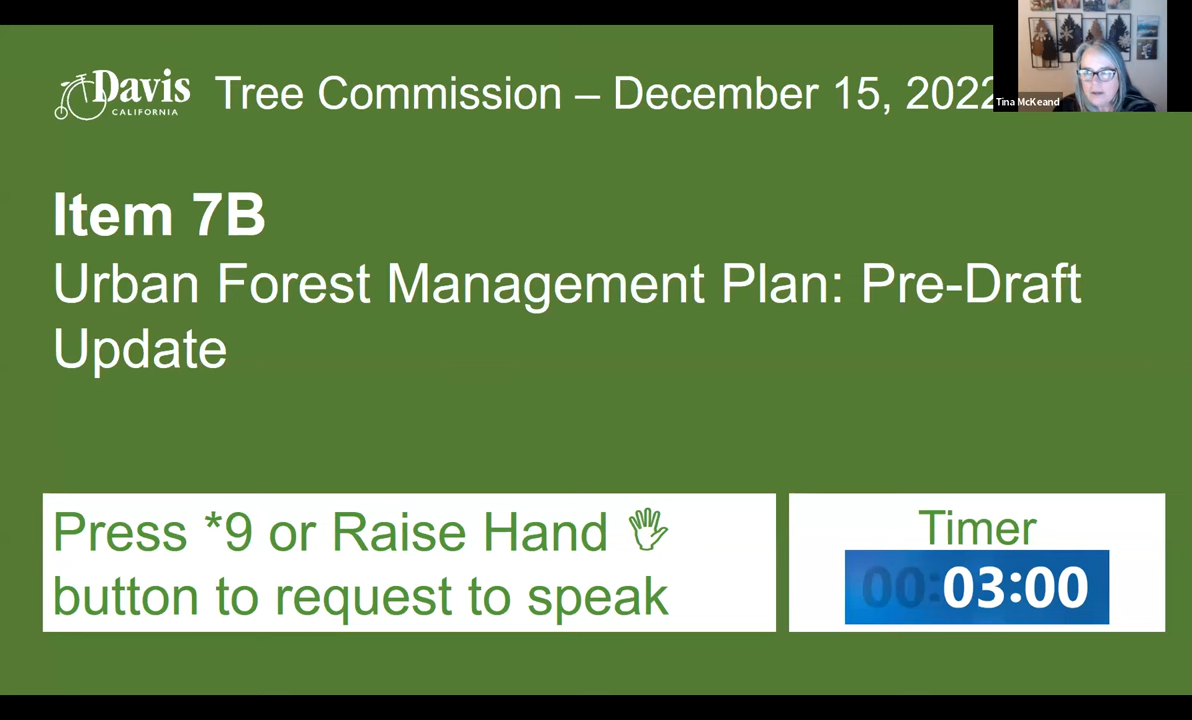 Davis
CALIFORNIA
Tree Commission – December 15, 2022
Tina McKeand
Item 7B
Urban Forest Management Plan: Pre-Draft
Update
Press *9 or Raise Hand
button to request to speak
Timer
00:03:00